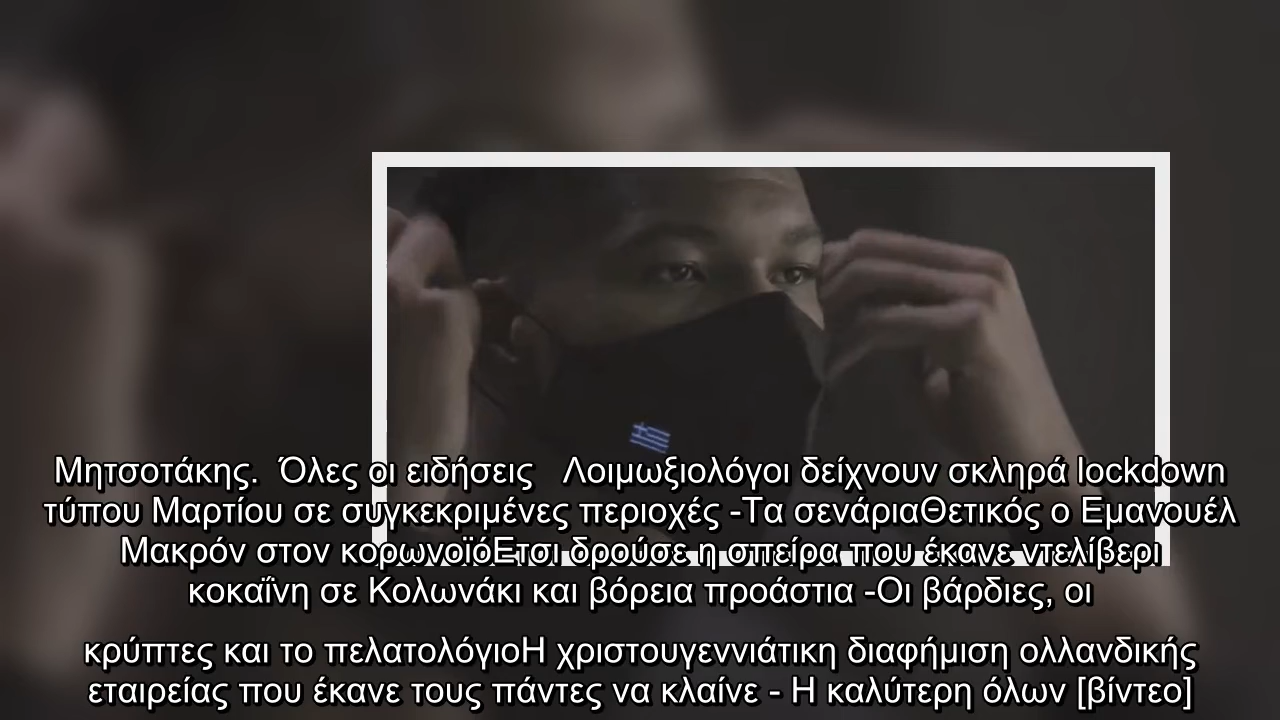 Μητσοτάκης.  Όλες οι ειδήσεις   Λοιμωξιολόγοι δείχνουν σκληρά lockdown
τύπου Μαρτίου σε συγκεκριμένες περιοχές -Τα σενάριαΘετικός ο Εμανουέλ
Μακρόν στον κορωνοϊόΕτσι δρούσε η σπείρα που έκανε ντελίβερι
κοκαΐνη σε Κολωνάκι και βόρεια προάστια -Οι βάρδιες, οι
κρύπτες και το πελατολόγιοΗ χριστουγεννιάτικη διαφήμιση ολλανδικής
εταιρείας που έκανε τους πάντες να κλαίνε - Η καλύτερη όλων [βίντεο]